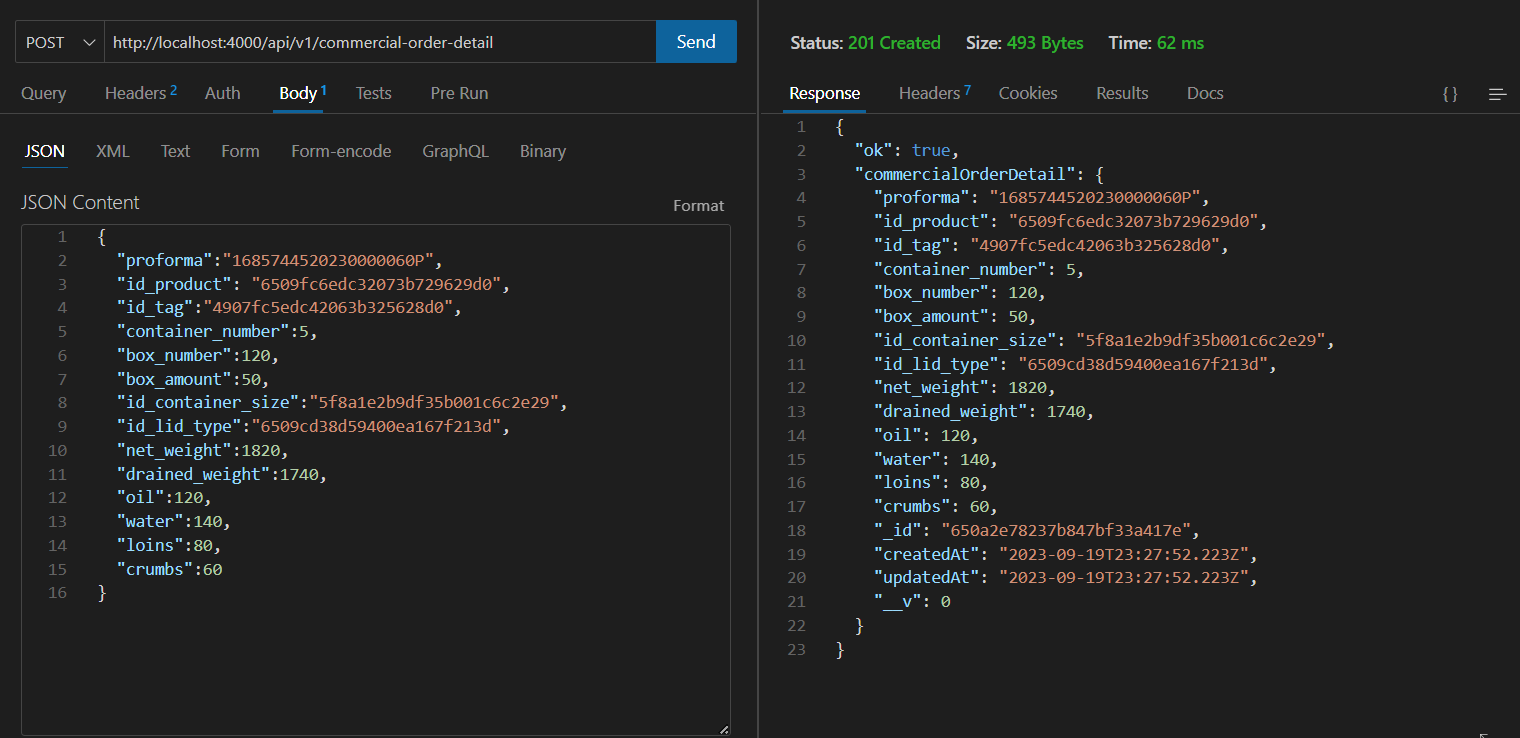 POST http://localhost:4000/api/v1/commercial-order-detail Send
Query Headers 2 Auth Body 1 Tests Pre Run
JSON XML Text Form Form-encode GraphQL Binary
JSON Content Format
1 {
2 "proforma":"1685744520230000060P",
3 "id_product": "6509fc6edc32073b729629d0",
4 "id_tag":"4907fc5edc42063b325628d0",
5 "container_number":5,
6 "box_number":120,
7 "box_amount":50,
8 "id_container_size":"5f8a1e2b9df35b001c6c2e29",
9 "id_lid_type":"6509cd38d59400ea167f213d",
10 "net_weight":1820,
11 "drained_weight":1740,
12 "oil":120,
13 "water":140,
14 "loins":80,
15 "crumbs":60
16 }
Status: 201 Created Size: 493 Bytes Time: 62 ms
Response Headers 7 Cookies Results Docs { }
1 {
2 "ok": true,
3 "commercialOrderDetail": {
4 "proforma": "1685744520230000060P",
5 "id_product": "6509fc6edc32073b729629d0",
6 "id_tag": "4907fc5edc42063b325628d0",
7 "container_number": 5,
8 "box_number": 120,
9 "box_amount": 50,
10 "id_container_size": "5f8a1e2b9df35b001c6c2e29",
11 "id_lid_type": "6509cd38d59400ea167f213d",
12 "net_weight": 1820,
13 "drained_weight": 1740,
14 "oil": 120,
15 "water": 140,
16 "loins": 80,
17 "crumbs": 60,
18 "_id": "650a2e78237b847bf33a417e",
19 "createdAt": "2023-09-19T23:27:52.223Z",
20 "updatedAt": "2023-09-19T23:27:52.223Z",
21 "__v": 0
22 }
23 }